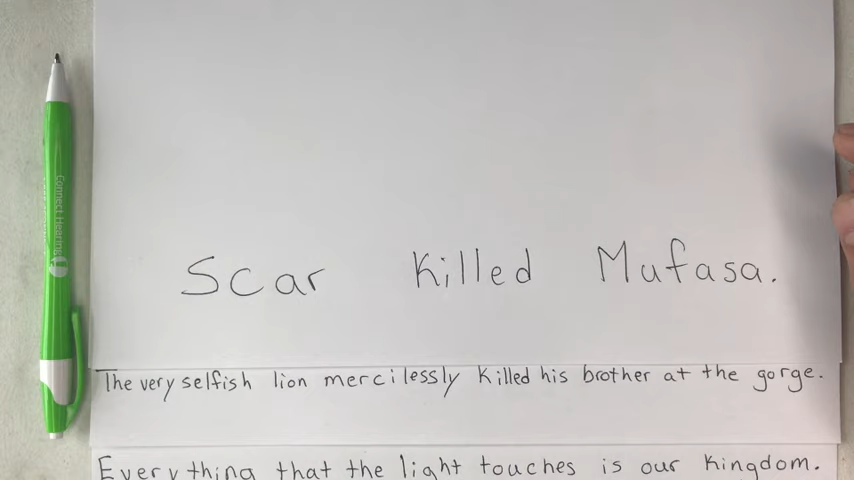 Connect Hearing
Scar Killed Mufasa.
The very selfish lion mercilessly killed his brother at the gorge.
Everything that the light touches is our kingdom.